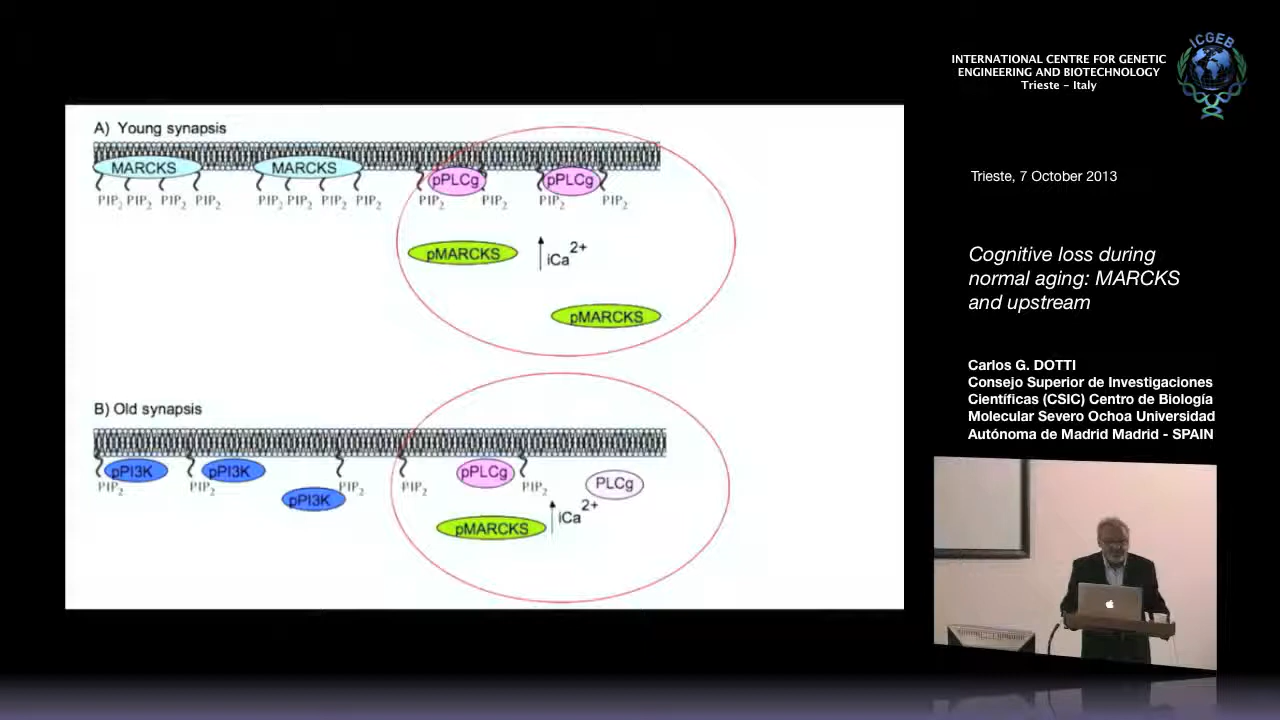 INTERNATIONAL CENTRE FOR GENETIC
ENGINEERING AND BIOTECHNOLOGY
Trieste – Italy
ICGEB
Trieste, 7 October 2013
Cognitive loss during
normal aging: MARCKS
and upstream
Carlos G. DOTTI
Consejo Superior de Investigaciones
Científicas (CSIC) Centro de Biología
Molecular Severo Ochoa Universidad
Autónoma de Madrid Madrid - SPAIN
A) Young synapsis
MARCKS MARCKS pPLCg pPLCg
PIP2 PIP2 PIP2 PIP2 PIP2 PIP2 PIP2 PIP2 PIP2 PIP2 PIP2 PIP2
pMARCKS iCa2+
pMARCKS
B) Old synapsis
pPI3K pPI3K pPLCg PLCg
PIP2 PIP2 PIP2 PIP2 PIP2
pPI3K
pMARCKS iCa2+